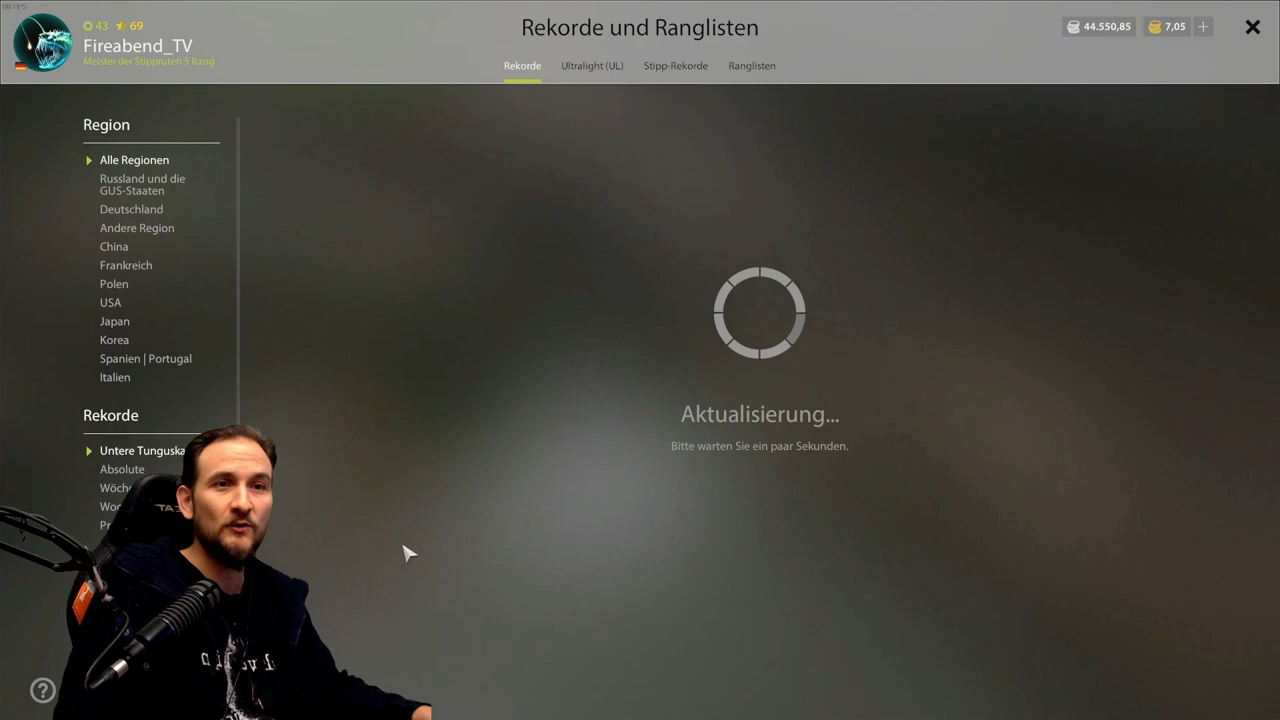 43 69
Fireabend_TV
Meister der Stippruten 5 Rang
Rekorde und Ranglisten
44.550,85
7,05
Rekorde
Ultralight (UL)
Stipp-Rekorde
Ranglisten
Region
Alle Regionen
Russland und die
GUS-Staaten
Deutschland
Andere Region
China
Frankreich
Polen
USA
Japan
Korea
Spanien | Portugal
Italien
Rekorde
Untere Tunguska
Absolute
Aktualisierung...
Bitte warten Sie ein paar Sekunden.
?